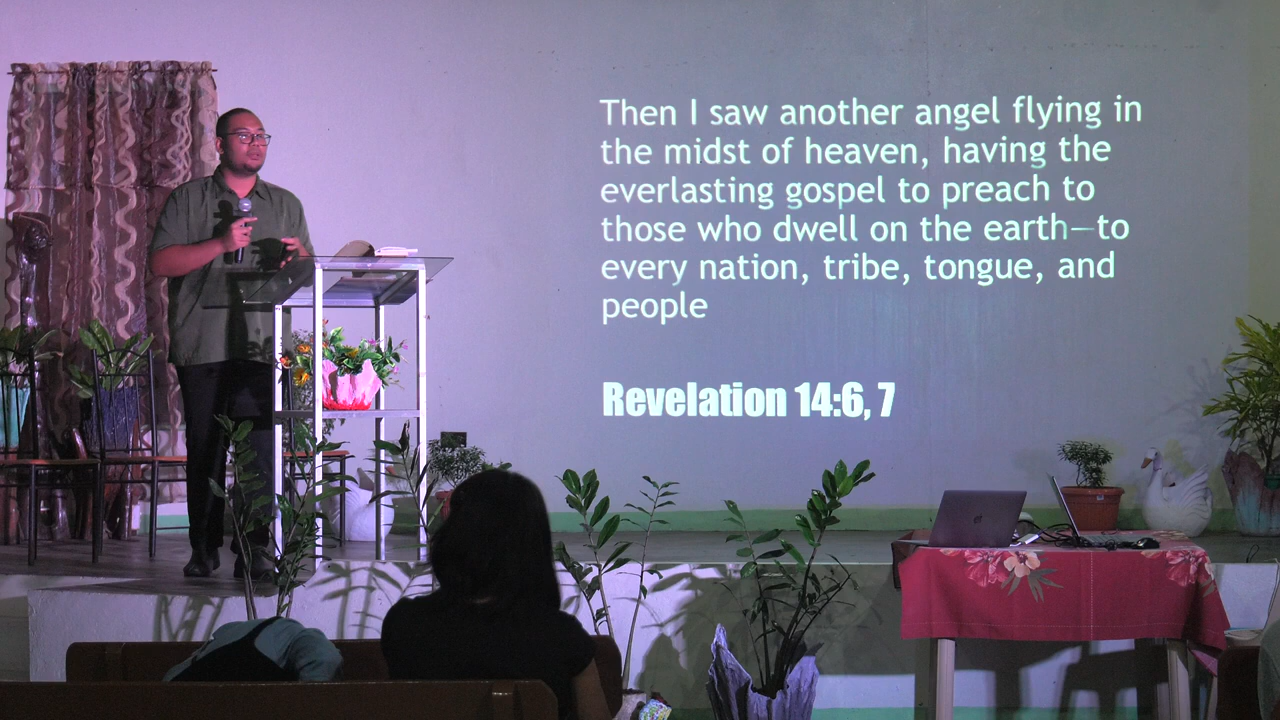 Then I saw another angel flying in
the midst of heaven, having the
everlasting gospel to preach to
those who dwell on the earth—to
every nation, tribe, tongue, and
people
Revelation 14:6, 7